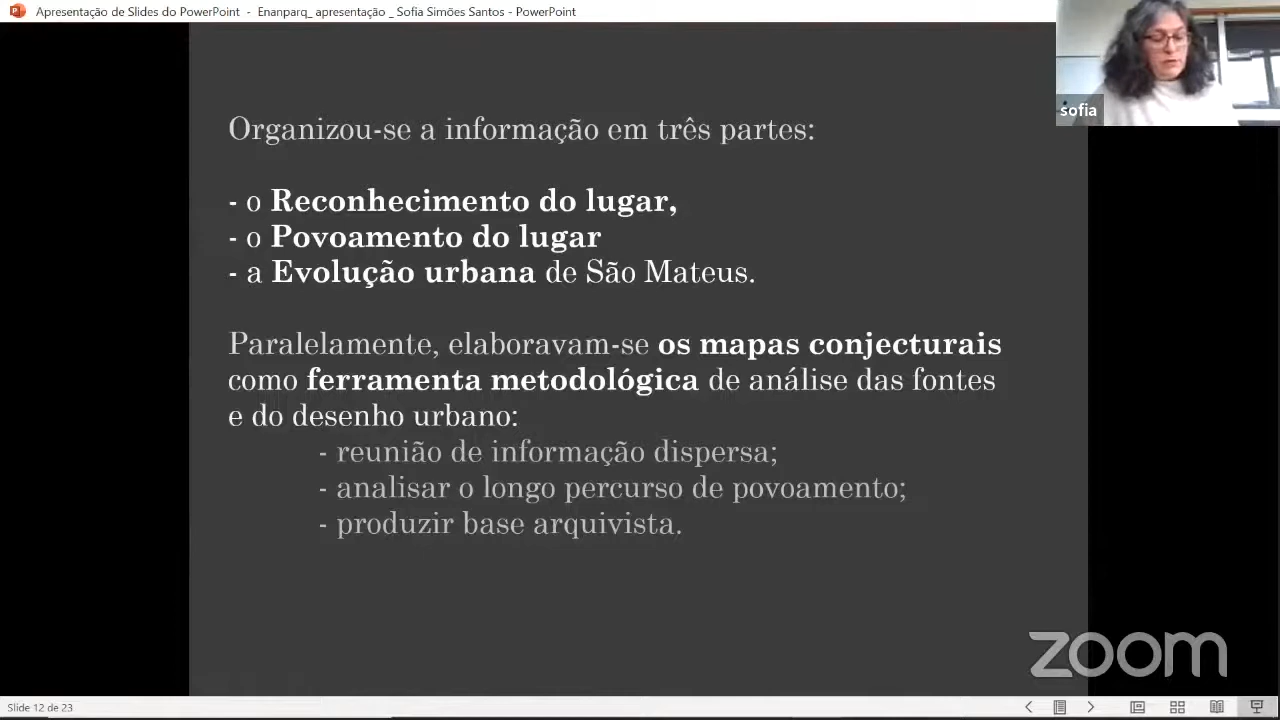 Apresentação de Slides do PowerPoint - Enanparq_ apresentação _ Sofia Simões Santos - PowerPoint
sofia
Organizou-se a informação em três partes:
- o Reconhecimento do lugar,
- o Povoamento do lugar
- a Evolução urbana de São Mateus.
Paralelamente, elaboravam-se os mapas conjecturais
como ferramenta metodológica de análise das fontes
e do desenho urbano:
- reunião de informação dispersa;
- analisar o longo percurso de povoamento;
- produzir base arquivista.
zoom
Slide 12 de 23